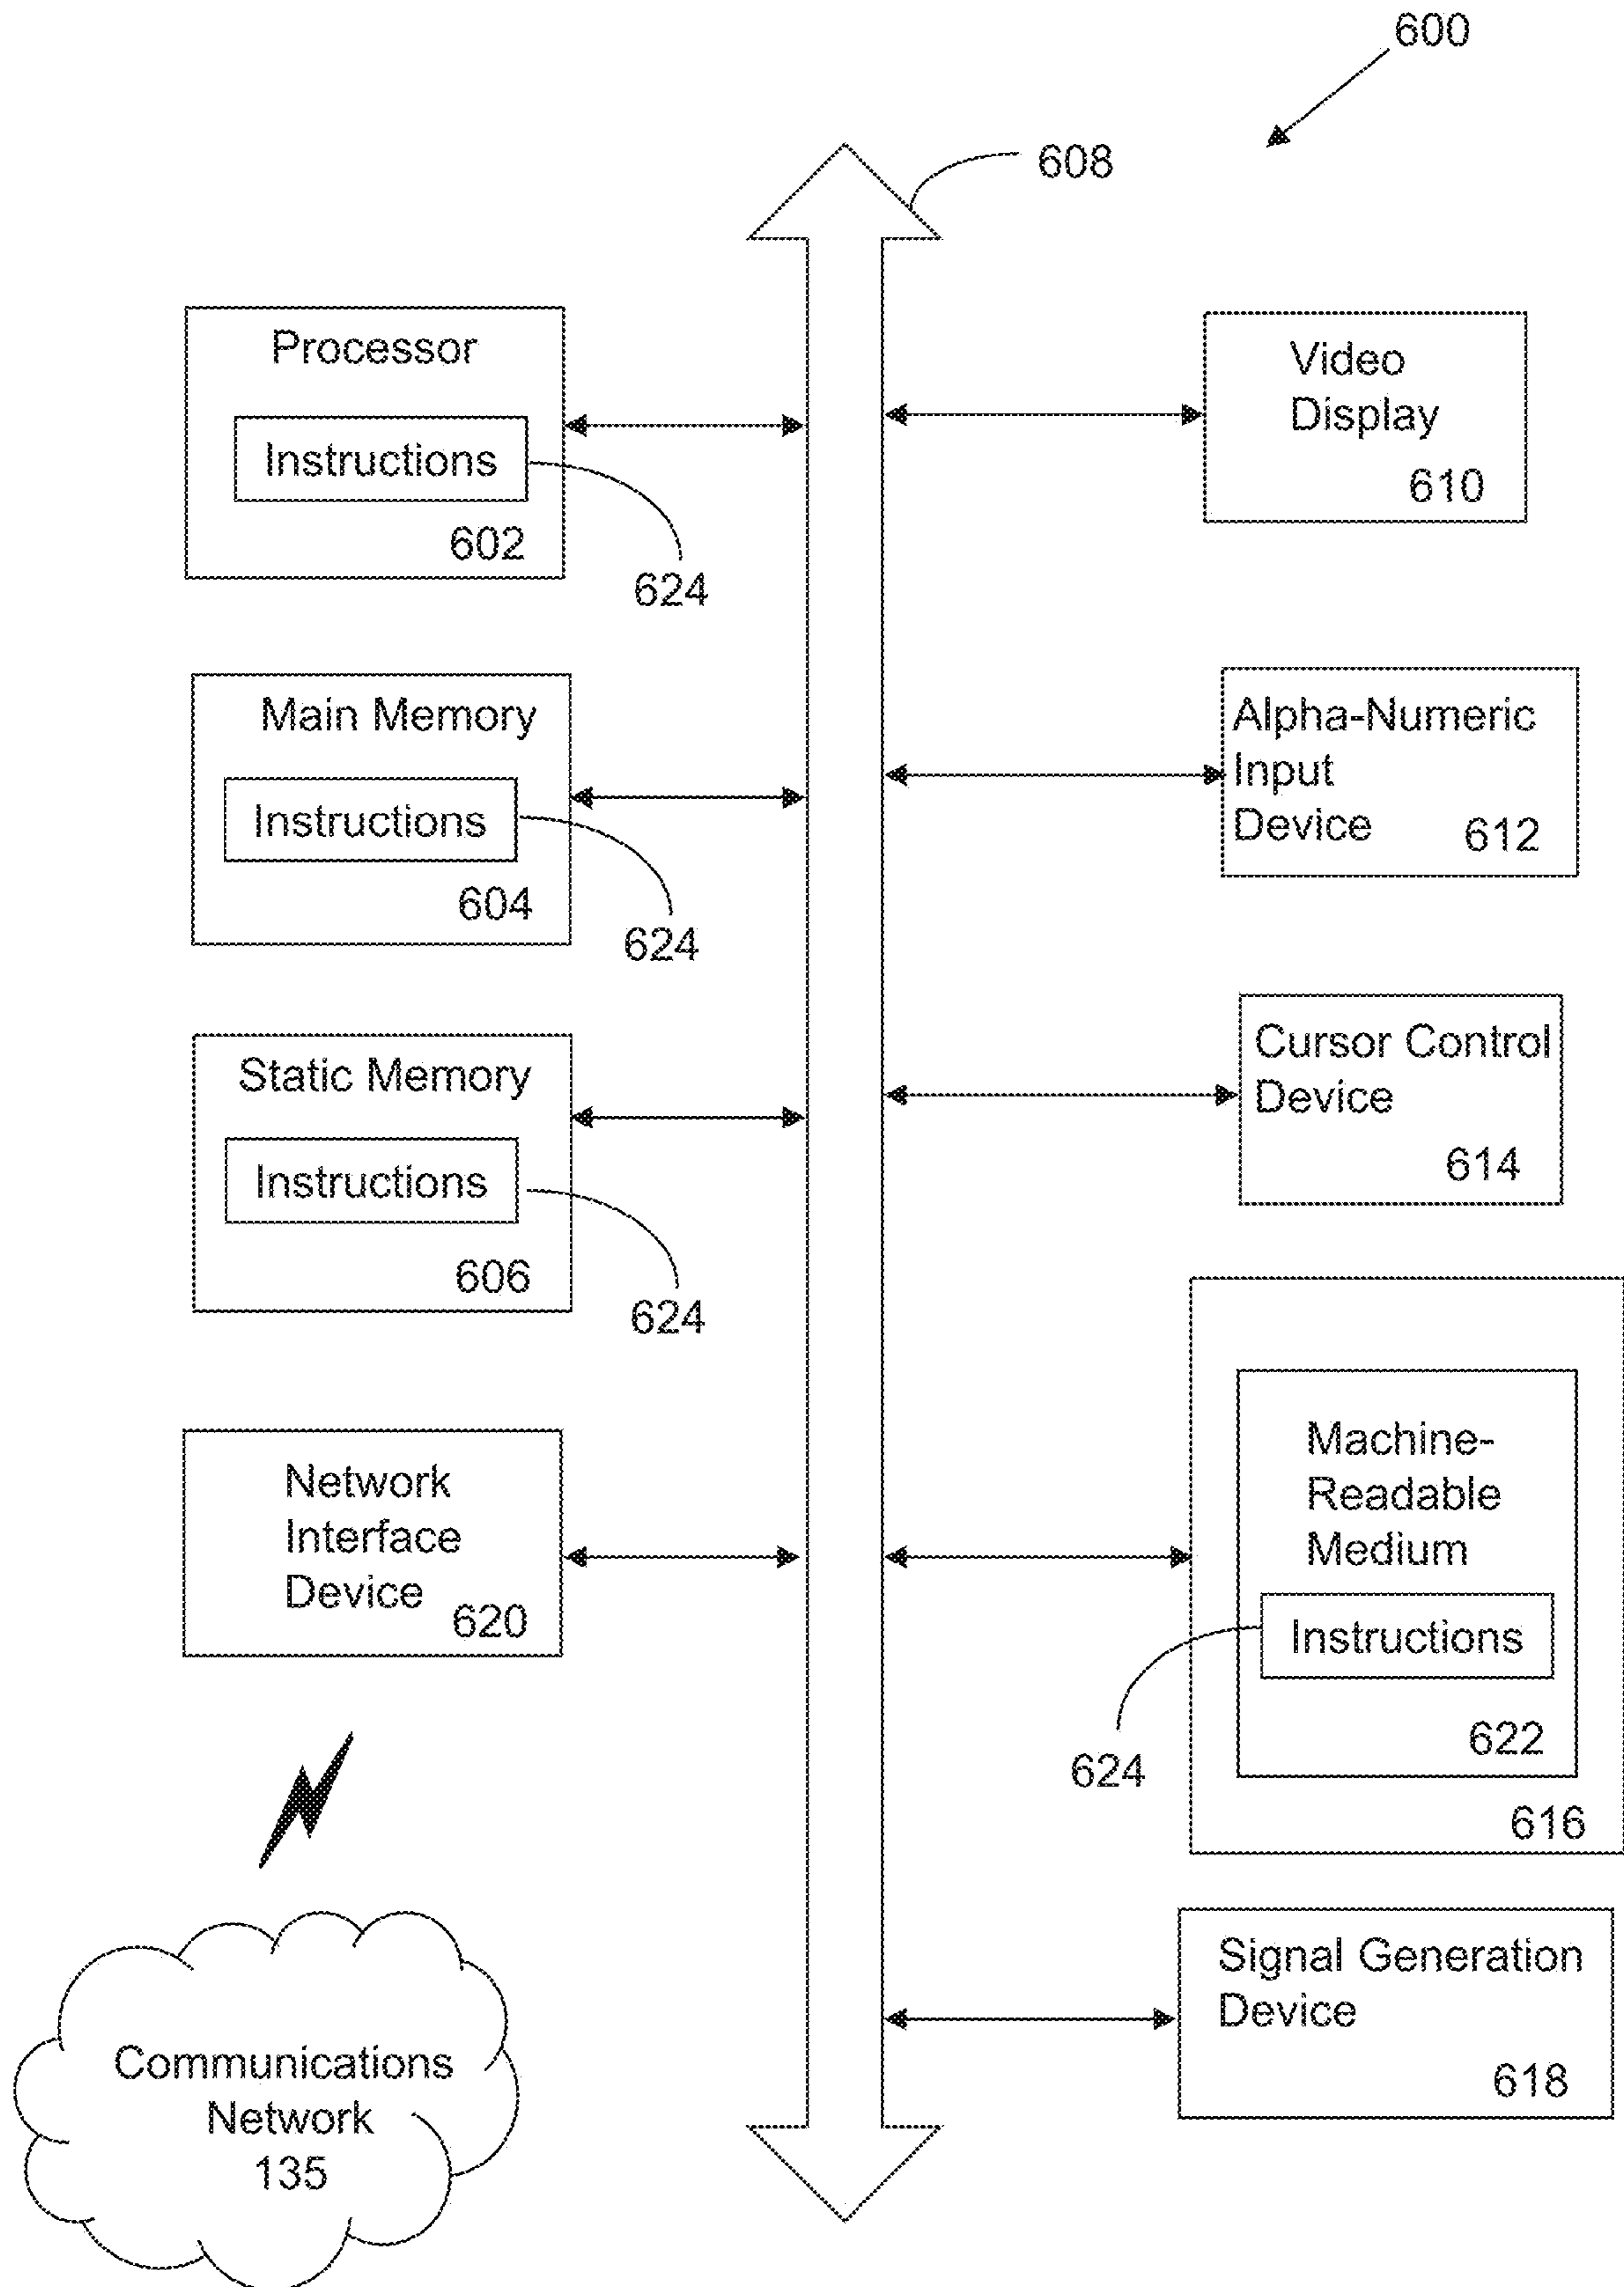 600
608
Processor
Instructions
602
624
Video
Display
610
Main Memory
Instructions
604
624
Alpha-Numeric
Input
Device
612
Static Memory
Instructions
606
624
Cursor Control
Device
614
Network
Interface
Device
620
Machine-
Readable
Medium
Instructions
622
624
616
Communications
Network
135
Signal Generation
Device
618